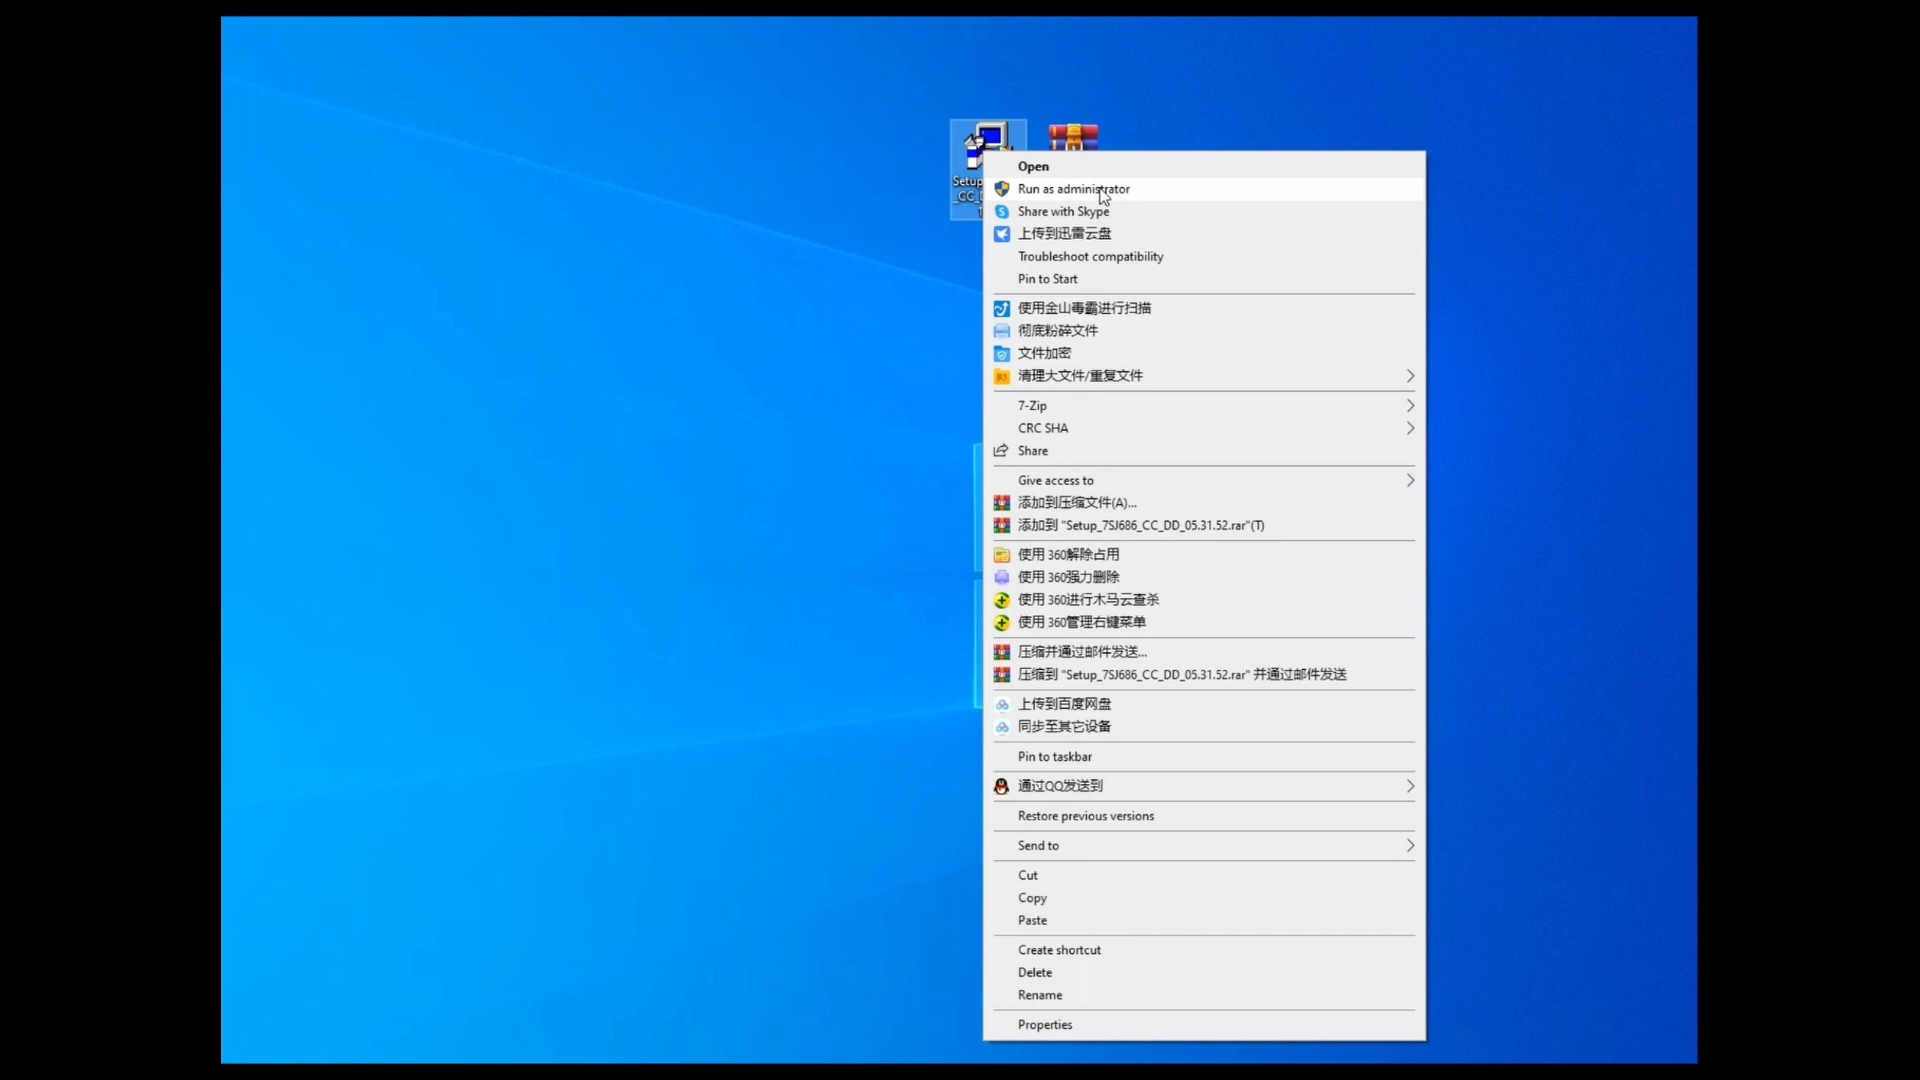 Setup
_CC_
Open
Run as administrator
Share with Skype
上传到迅雷云盘
Troubleshoot compatibility
Pin to Start
使用金山毒霸进行扫描
彻底粉碎文件
文件加密
清理大文件/重复文件
7-Zip
CRC SHA
Share
Give access to
添加到压缩文件(A)...
添加到 "Setup_7SJ686_CC_DD_05.31.52.rar"(T)
使用 360解除占用
使用 360强力删除
使用 360进行木马云查杀
使用 360管理右键菜单
压缩并通过邮件发送...
压缩到 "Setup_7SJ686_CC_DD_05.31.52.rar" 并通过邮件发送
上传到百度网盘
同步至其它设备
Pin to taskbar
通过QQ发送到
Restore previous versions
Send to
Cut
Copy
Paste
Create shortcut
Delete
Rename
Properties